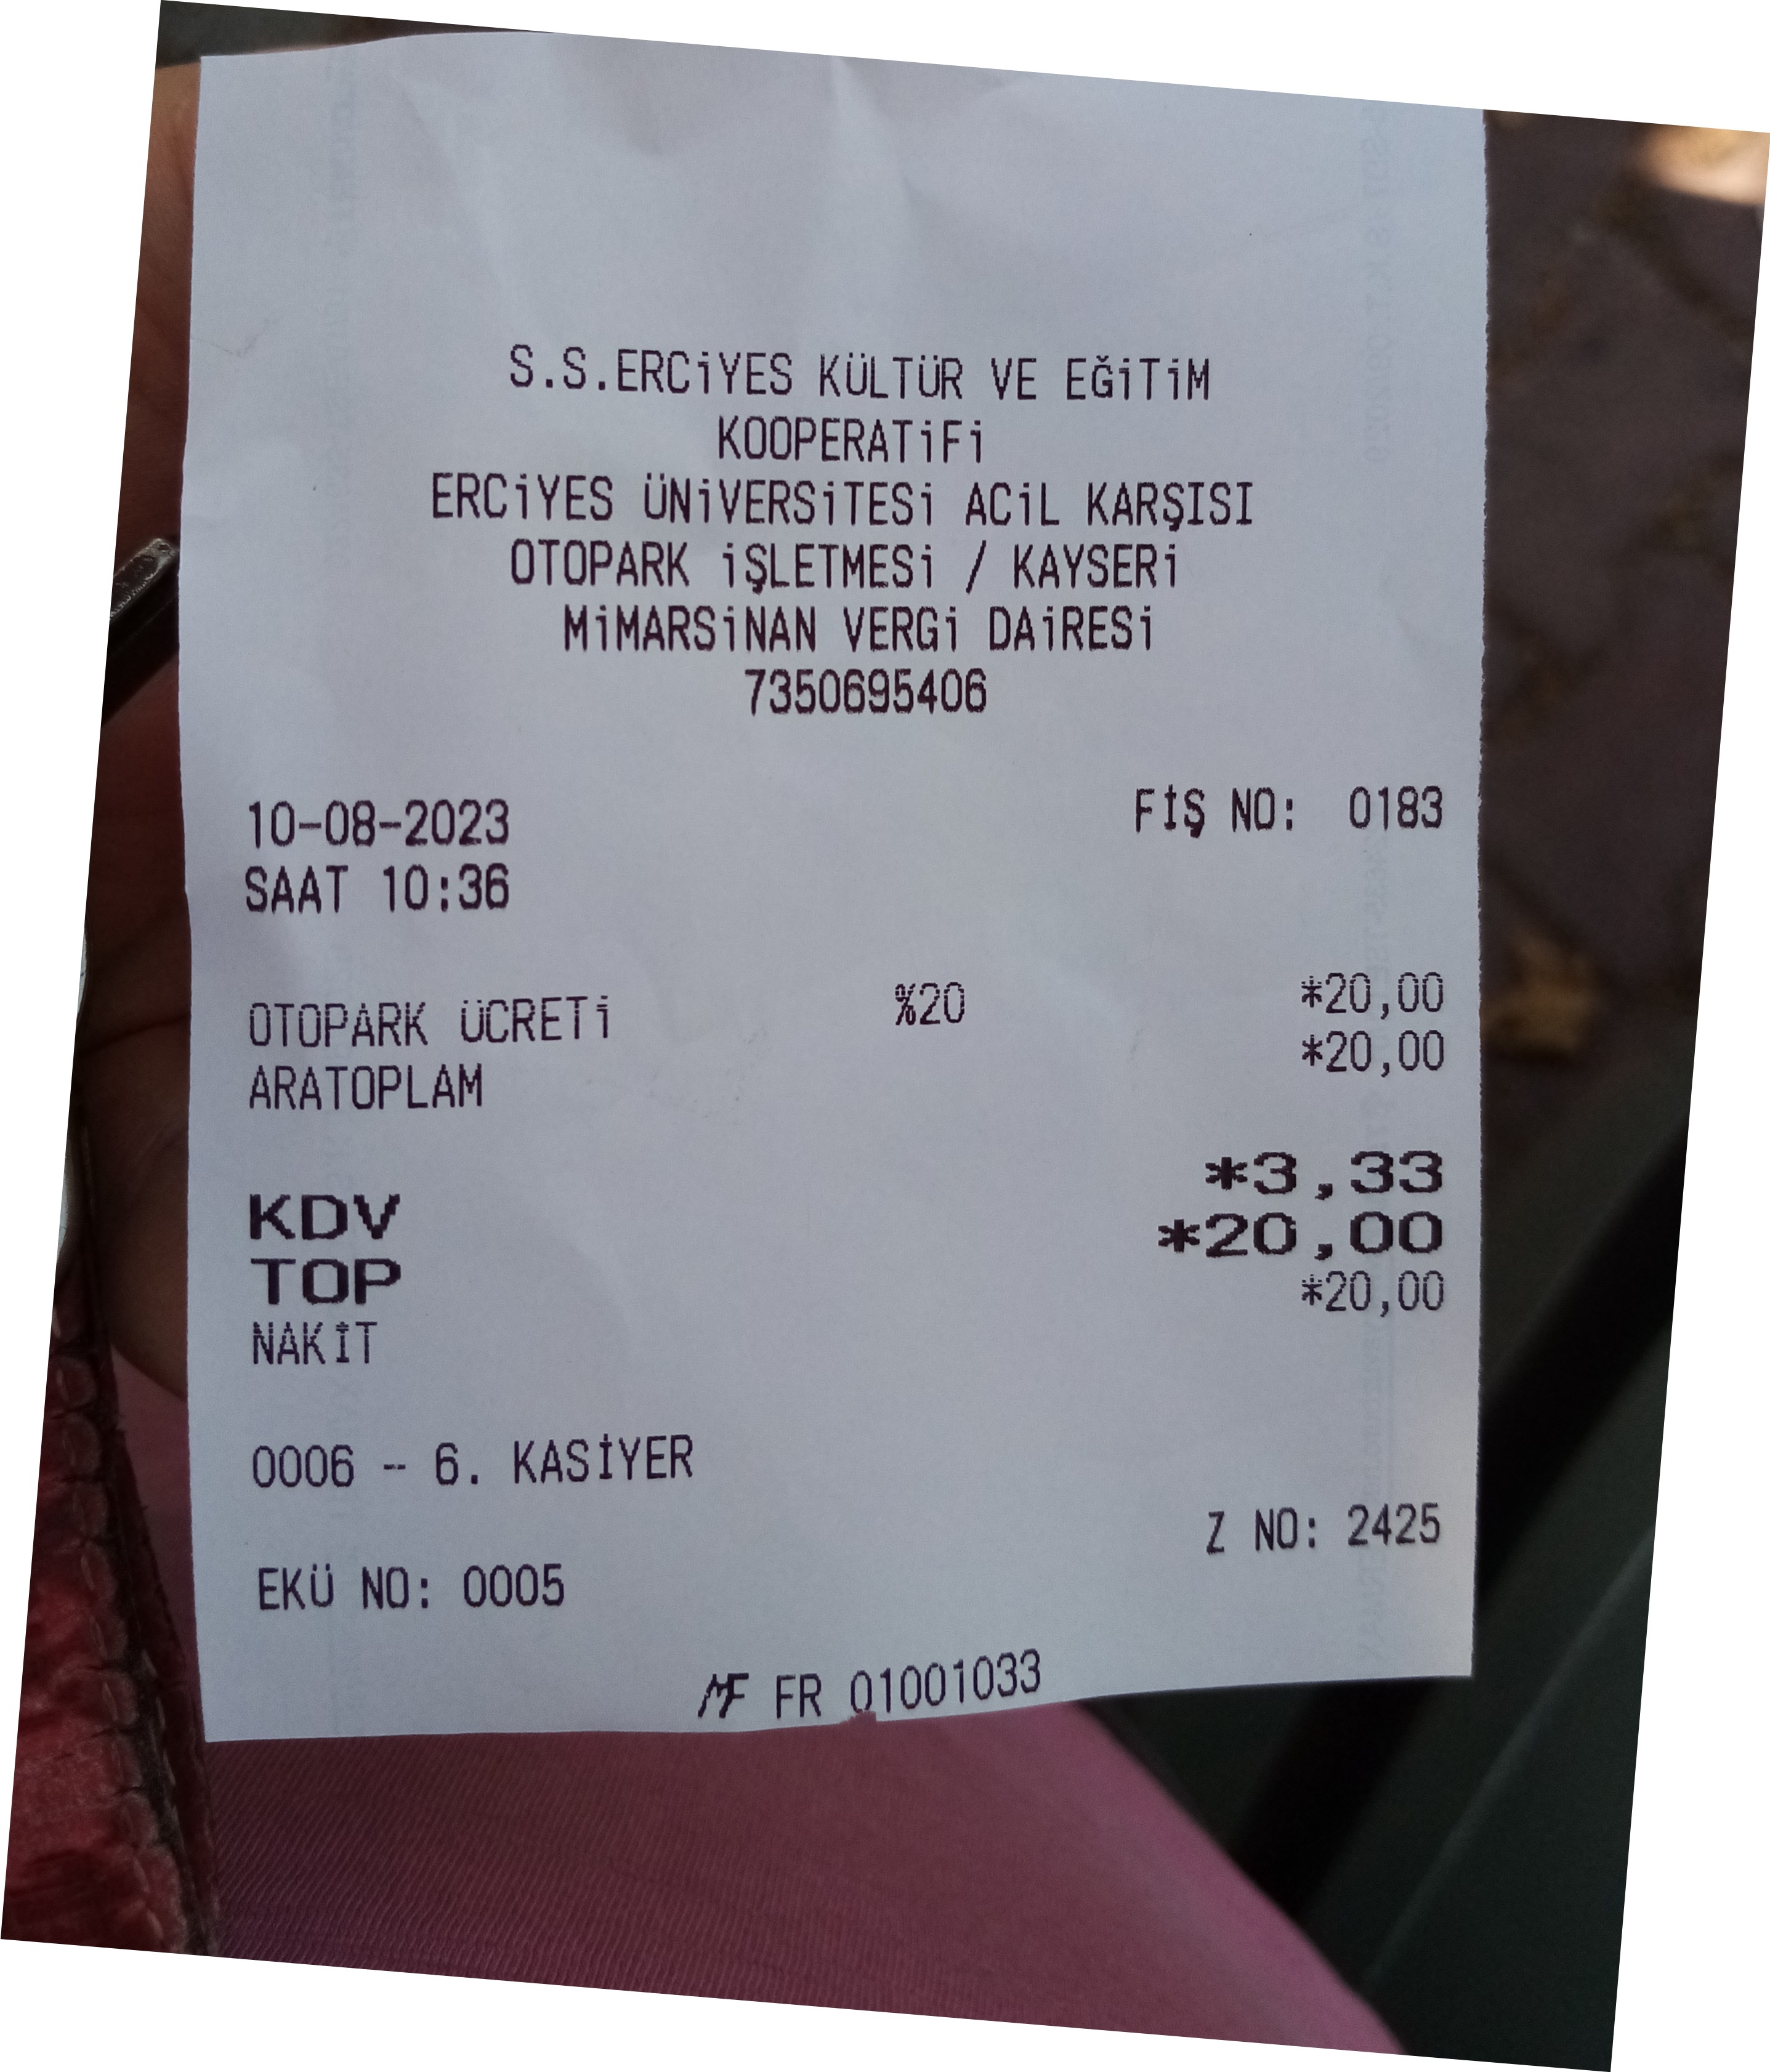 S.S.ERCiYES KÜLTÜR VE EĞiTiM
KOOPERATiFi
ERCiYES ÜNiVERSiTESi ACiL KARŞISI
OTOPARK iŞLETMESi / KAYSERi
MiMARSiNAN VERGi DAiRESi
7350695406
10-08-2023 FİŞ NO: 0183
SAAT 10:36
OTOPARK ÜCRETi %20 *20,00
ARATOPLAM *20,00
KDV *3,33
TOP *20,00
NAKİT *20,00
0006 - 6. KASİYER
EKÜ NO: 0005 Z NO: 2425
MF FR 01001033